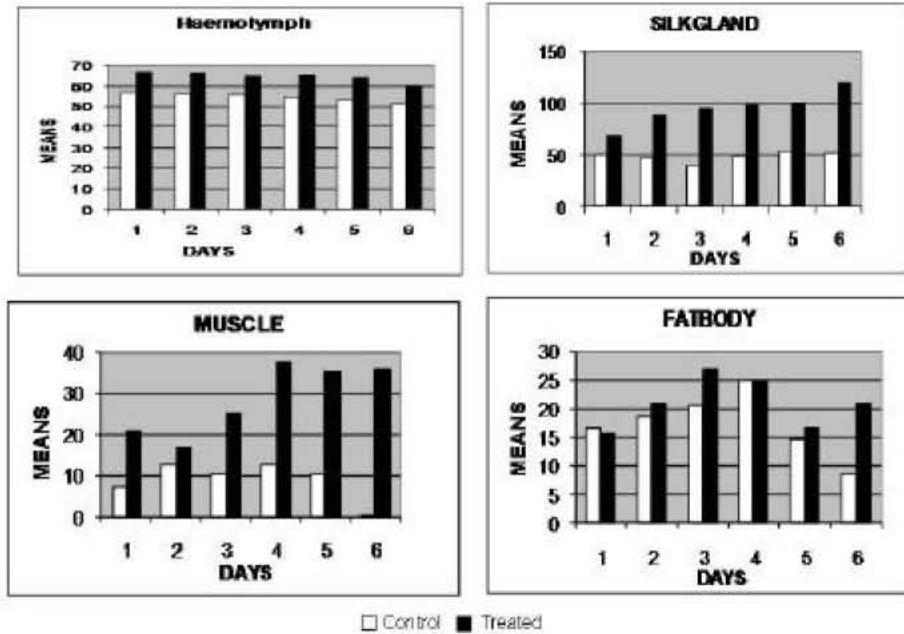 Haemolymph
MEANS
70
60
50
40
30
20
10
0
1 2 3 4 5 6
DAYS
SILKGLAND
MEANS
150
100
50
0
1 2 3 4 5 6
DAYS
MUSCLE
MEANS
40
30
20
10
0
1 2 3 4 5 6
DAYS
FATBODY
MEANS
30
25
20
15
10
5
0
1 2 3 4 5 6
DAYS
Control Treated